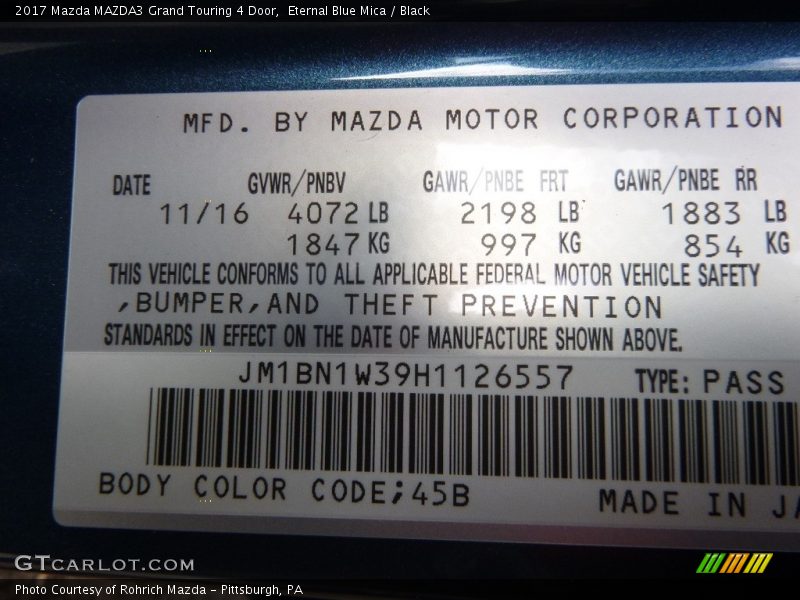 2017 Mazda MAZDA3 Grand Touring 4 Door,  Eternal Blue Mica / Black
MFD. BY MAZDA MOTOR CORPORATION
DATE GVWR/PNBV GAWR/PNBE FRT GAWR/PNBE RR
11/16 4072 LB 2198 LB 1883 LB
1847 KG 997 KG 854 KG
THIS VEHICLE CONFORMS TO ALL APPLICABLE FEDERAL MOTOR VEHICLE SAFETY
,BUMPER,AND THEFT PREVENTION
STANDARDS IN EFFECT ON THE DATE OF MANUFACTURE SHOWN ABOVE.
JM1BN1W39H1126557 TYPE: PASS
BODY COLOR CODE;45B MADE IN JA
GTCARLOT.COM
Photo Courtesy of Rohrich Mazda - Pittsburgh, PA